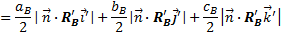 = a_B/2 | n⃗ · R′_B i⃗′| + b_B/2 |n⃗ · R′_B j⃗′| + c_B/2 |n⃗ · R′_B k⃗′|